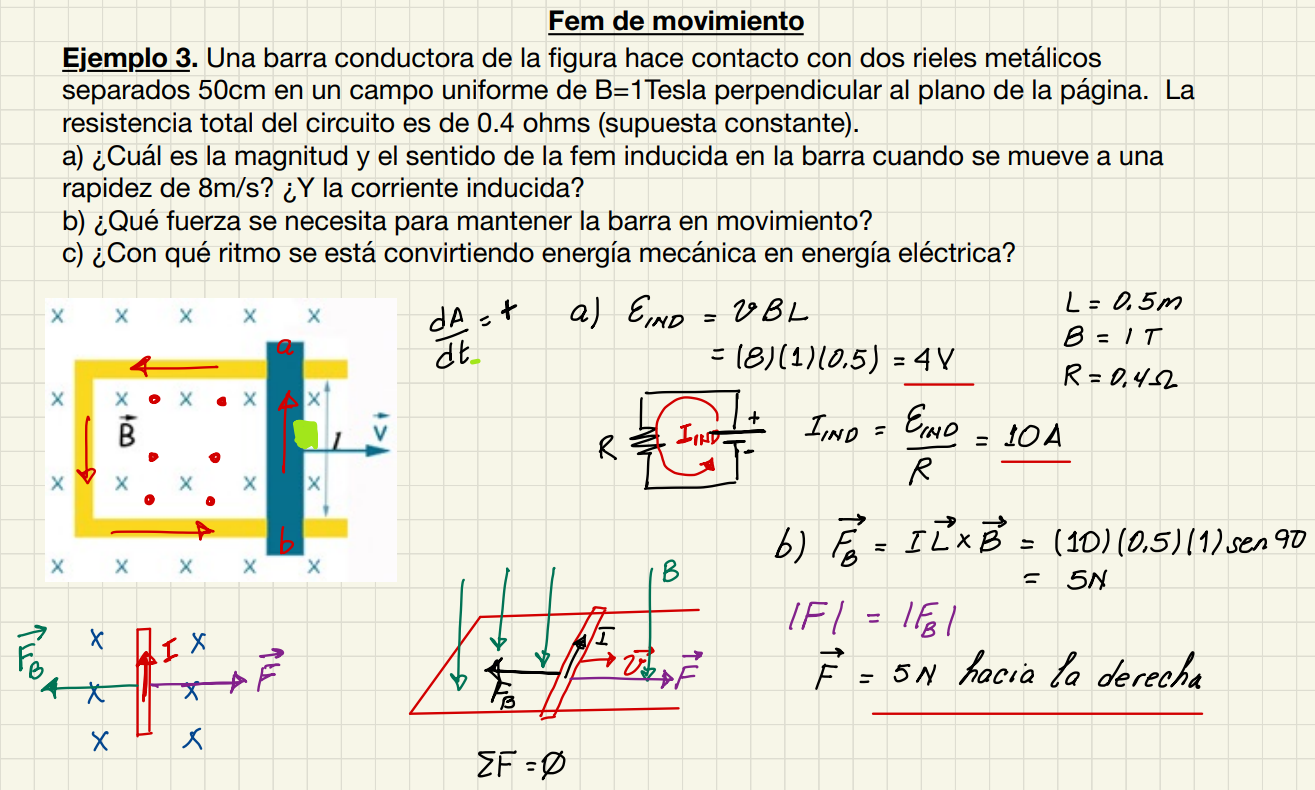 Fem de movimiento
Ejemplo 3. Una barra conductora de la figura hace contacto con dos rieles metálicos
separados 50cm en un campo uniforme de B=1Tesla perpendicular al plano de la página. La
resistencia total del circuito es de 0.4 ohms (supuesta constante).
a) ¿Cuál es la magnitud y el sentido de la fem inducida en la barra cuando se mueve a una
rapidez de 8m/s? ¿Y la corriente inducida?
b) ¿Qué fuerza se necesita para mantener la barra en movimiento?
c) ¿Con qué ritmo se está convirtiendo energía mecánica en energía eléctrica?
x x x x x
a
x x x x
B⃗
l v⃗
x x x x
b
x x x x x
dA/dt = +
a) Ɛ_IND = vBL
= (8)(1)(0.5) = 4V
L = 0.5m
B = 1 T
R = 0.4Ω
R I_IND + -
I_IND = Ɛ_IND/R = 10A
b) F⃗_B = I L⃗ x B⃗ = (10)(0.5)(1) sen 90
= 5N
|F| = |F_B|
F⃗ = 5N hacia la derecha
F⃗_B x I x F⃗
x x
x x
B
I
v⃗ F⃗
F_B
ΣF = Ø